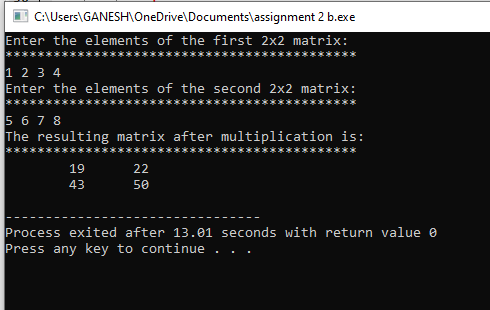 C:\Users\GANESH\OneDrive\Documents\assignment 2 b.exe
Enter the elements of the first 2x2 matrix:
********************************************
1 2 3 4
Enter the elements of the second 2x2 matrix:
********************************************
5 6 7 8
The resulting matrix after multiplication is:
********************************************
19 22
43 50
--------------------------------
Process exited after 13.01 seconds with return value 0
Press any key to continue . . .